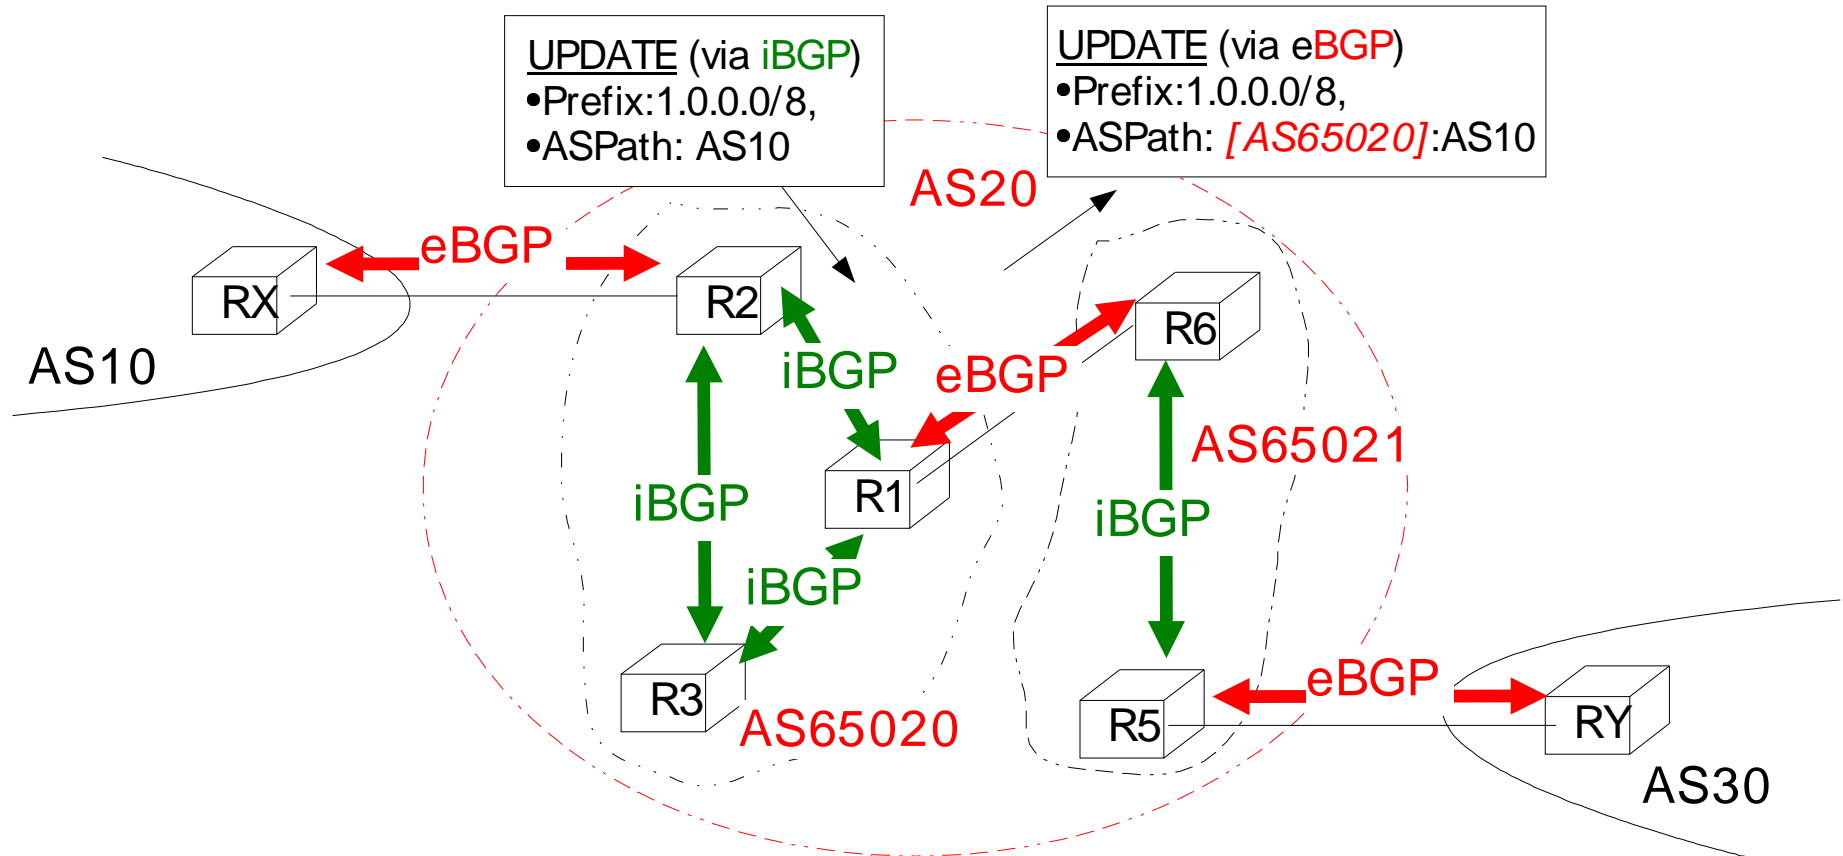 UPDATE (via iBGP)
•Prefix:1.0.0.0/8,
•ASPath: AS10
UPDATE (via eBGP)
•Prefix:1.0.0.0/8,
•ASPath: [AS65020]:AS10
AS20
eBGP
RX
R2
R6
AS10
iBGP
eBGP
AS65021
R1
iBGP
iBGP
iBGP
R3
AS65020
eBGP
R5
RY
AS30